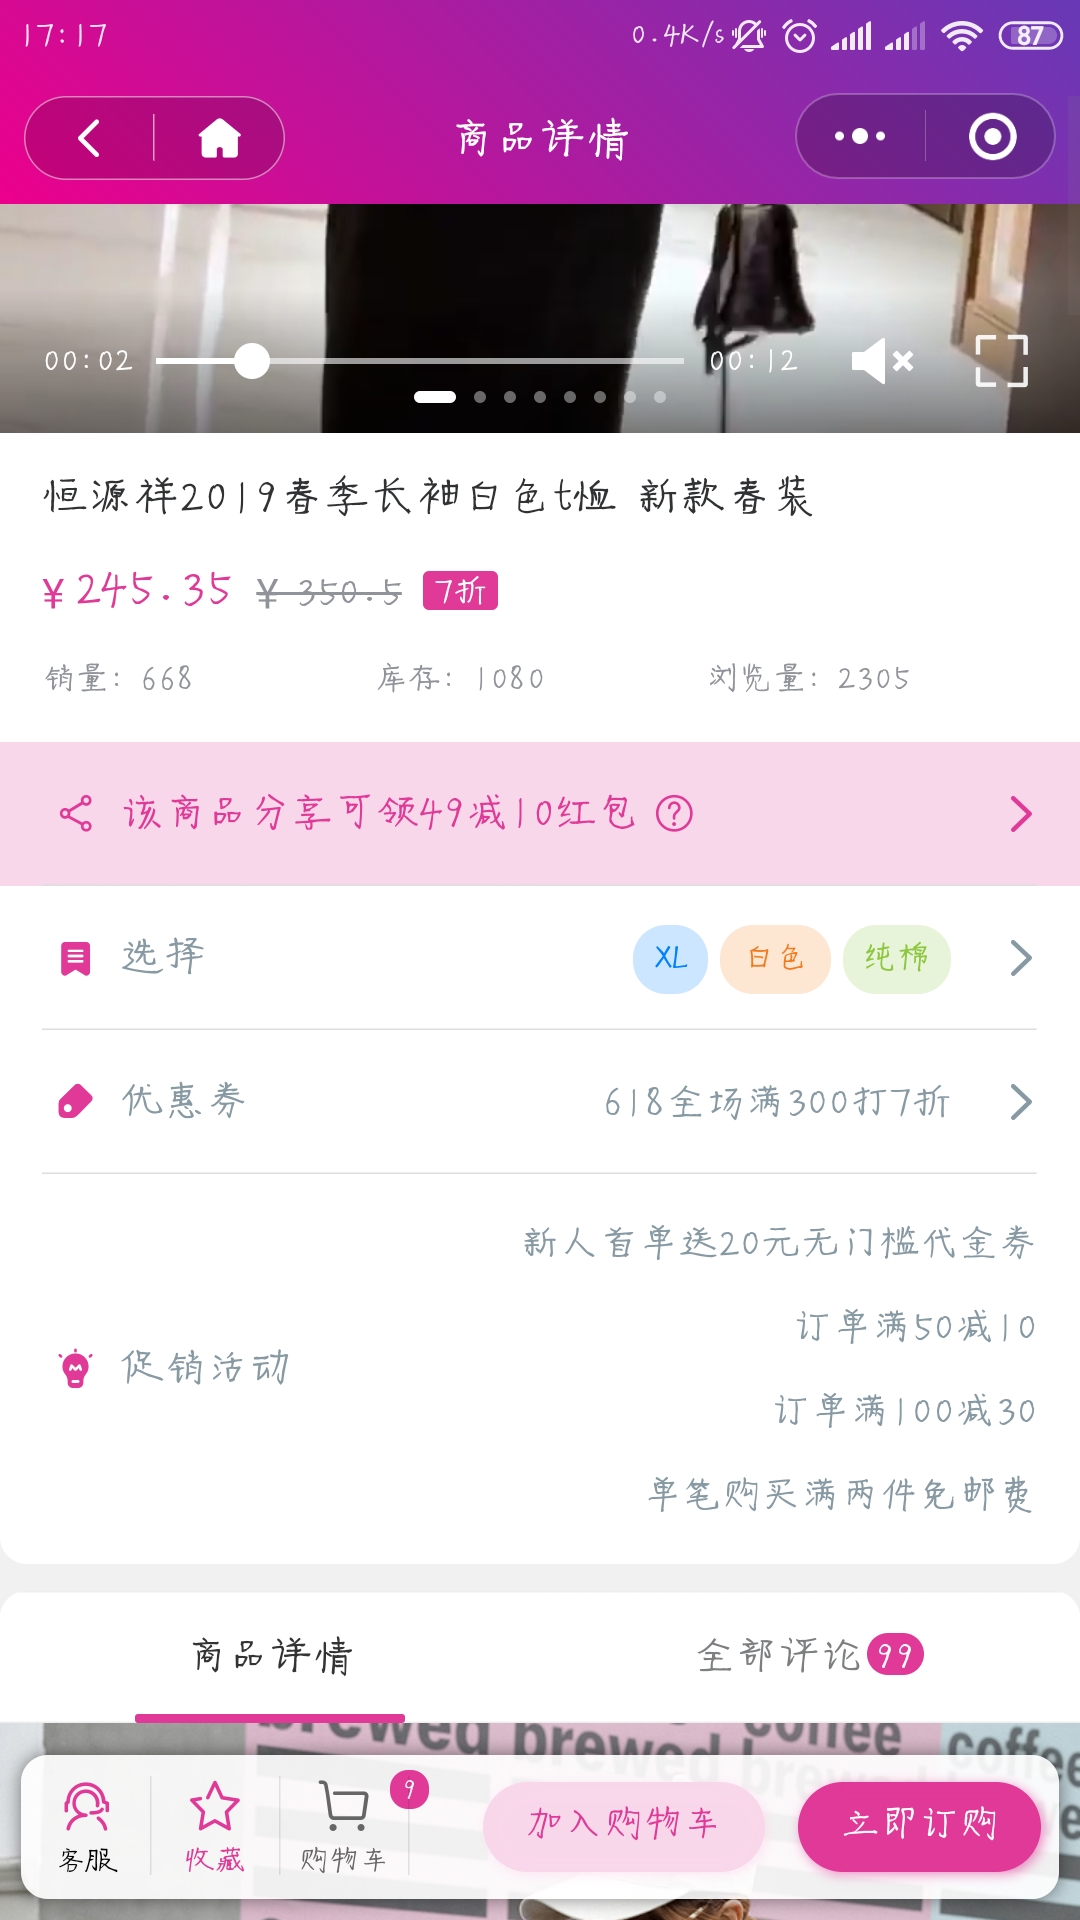 17:17 0.4K/s 87
商品详情
00:02 00:12
恒源祥2019春季长袖白色t恤 新款春装
¥245.35 ¥350.5 7折
销量: 668 库存: 1080 浏览量: 2305
该商品分享可领49减10红包 ?
选择 XL 白色 纯棉
优惠券 618全场满300打7折
新人首单送20元无门槛代金券
订单满50减10
促销活动
订单满100减30
单笔购买满两件免邮费
商品详情 全部评论 99
brewed brewed coffee coffee
客服 收藏 购物车 9 加入购物车 立即订购